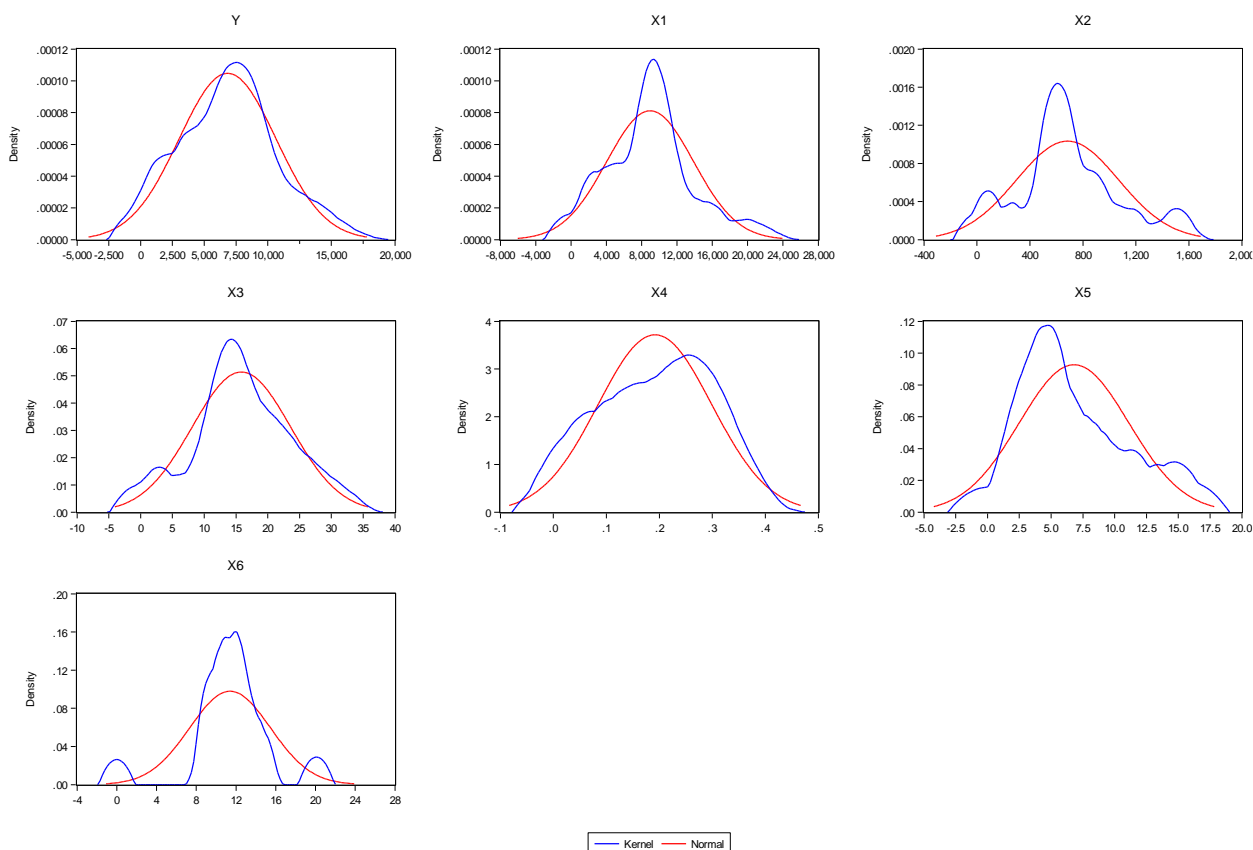 Y
Density
.00012
.00010
.00008
.00006
.00004
.00002
.00000
-5,000 -2,500 0 2,500 5,000 7,500 10,000 15,000 20,000
X1
Density
.00012
.00010
.00008
.00006
.00004
.00002
.00000
-8,000 -4,000 0 4,000 8,000 12,000 16,000 20,000 24,000 28,000
X2
Density
.0020
.0016
.0012
.0008
.0004
.0000
-400 0 400 800 1,200 1,600 2,000
X3
Density
.07
.06
.05
.04
.03
.02
.01
.00
-10 -5 0 5 10 15 20 25 30 35 40
X4
Density
4
3
2
1
0
-.1 .0 .1 .2 .3 .4 .5
X5
Density
.12
.10
.08
.06
.04
.02
.00
-5.0 -2.5 0.0 2.5 5.0 7.5 10.0 12.5 15.0 17.5 20.0
X6
Density
.20
.16
.12
.08
.04
.00
-4 0 4 8 12 16 20 24 28
Kernel Normal